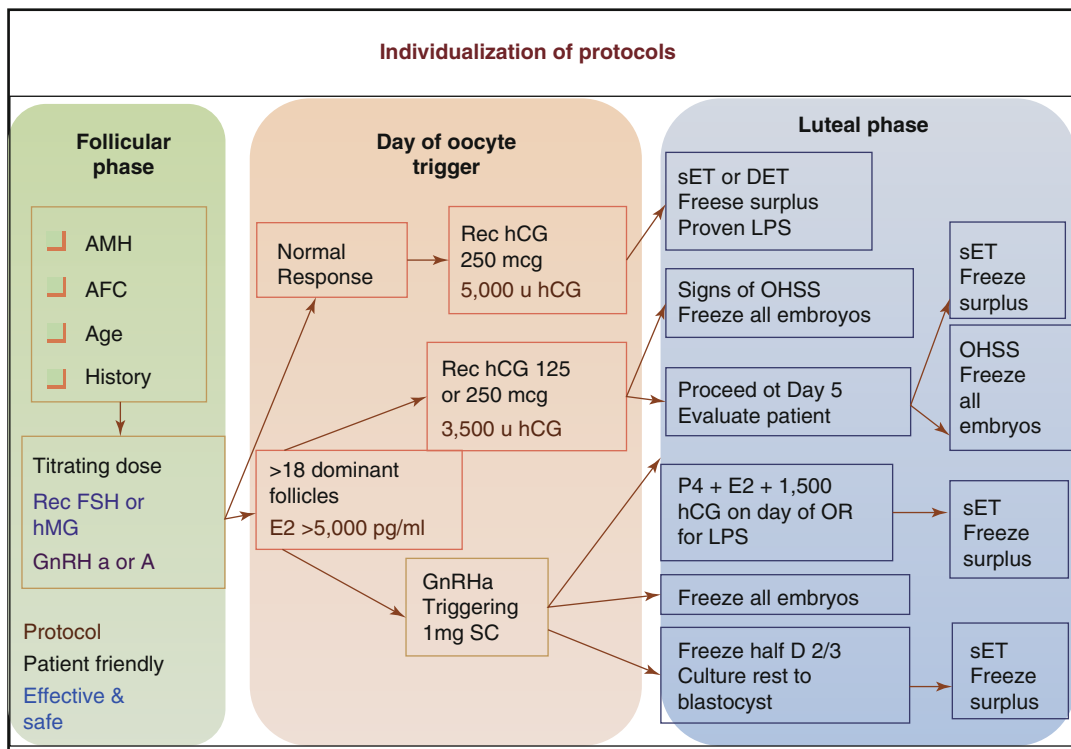 Individualization of protocols
Follicular
phase
AMH
AFC
Age
History
Titrating dose
Rec FSH or
hMG
GnRH a or A
Protocol
Patient friendly
Effective &
safe
Day of oocyte
trigger
Normal
Response
Rec hCG
250 mcg
5,000 u hCG
Rec hCG 125
or 250 mcg
3,500 u hCG
>18 dominant
follicles
E2 >5,000 pg/ml
GnRHa
Triggering
1mg SC
Luteal phase
sET or DET
Freese surplus
Proven LPS
Signs of OHSS
Freeze all embroyos
Proceed ot Day 5
Evaluate patient
sET
Freeze
surplus
OHSS
Freeze
all
embryos
P4 + E2 + 1,500
hCG on day of OR
for LPS
sET
Freeze
surplus
Freeze all embryos
Freeze half D 2/3
Culture rest to
blastocyst
sET
Freeze
surplus